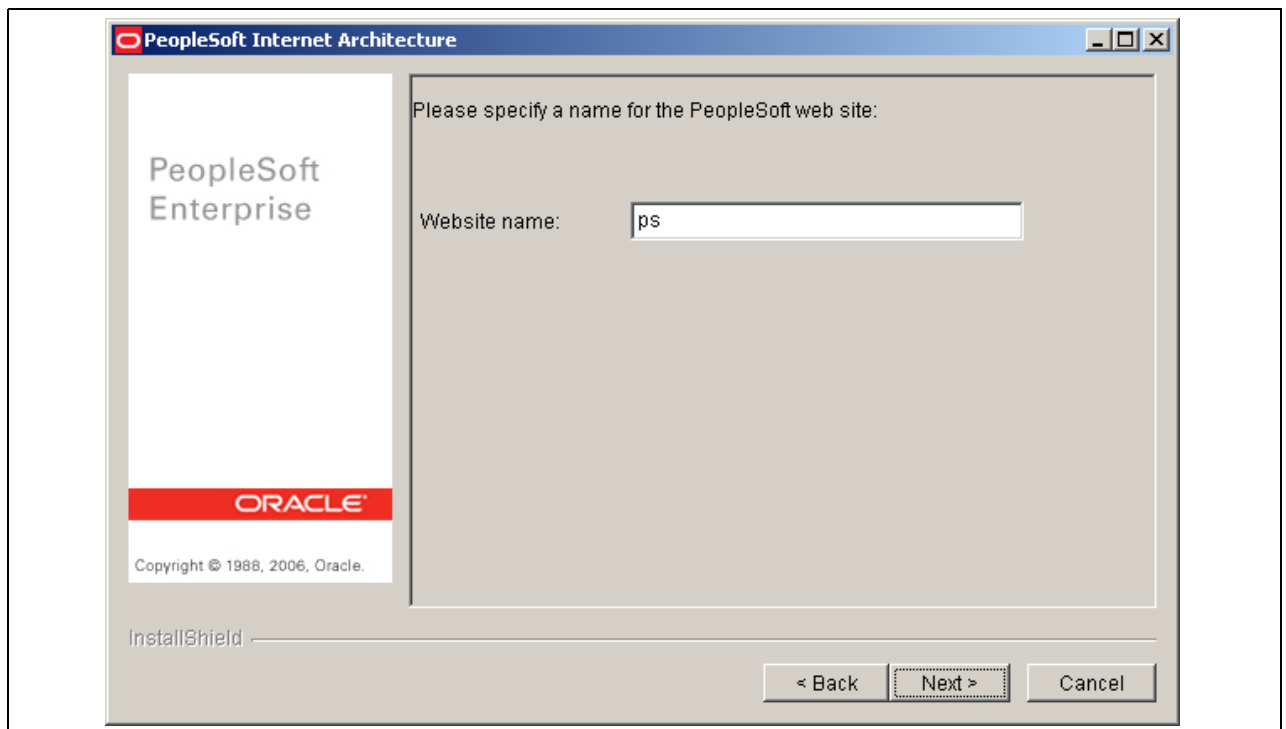 PeopleSoft Internet Architecture
PeopleSoft
Enterprise
ORACLE
Copyright © 1988, 2006, Oracle.
Please specify a name for the PeopleSoft web site:
Website name:
ps
InstallShield
< Back
Next >
Cancel